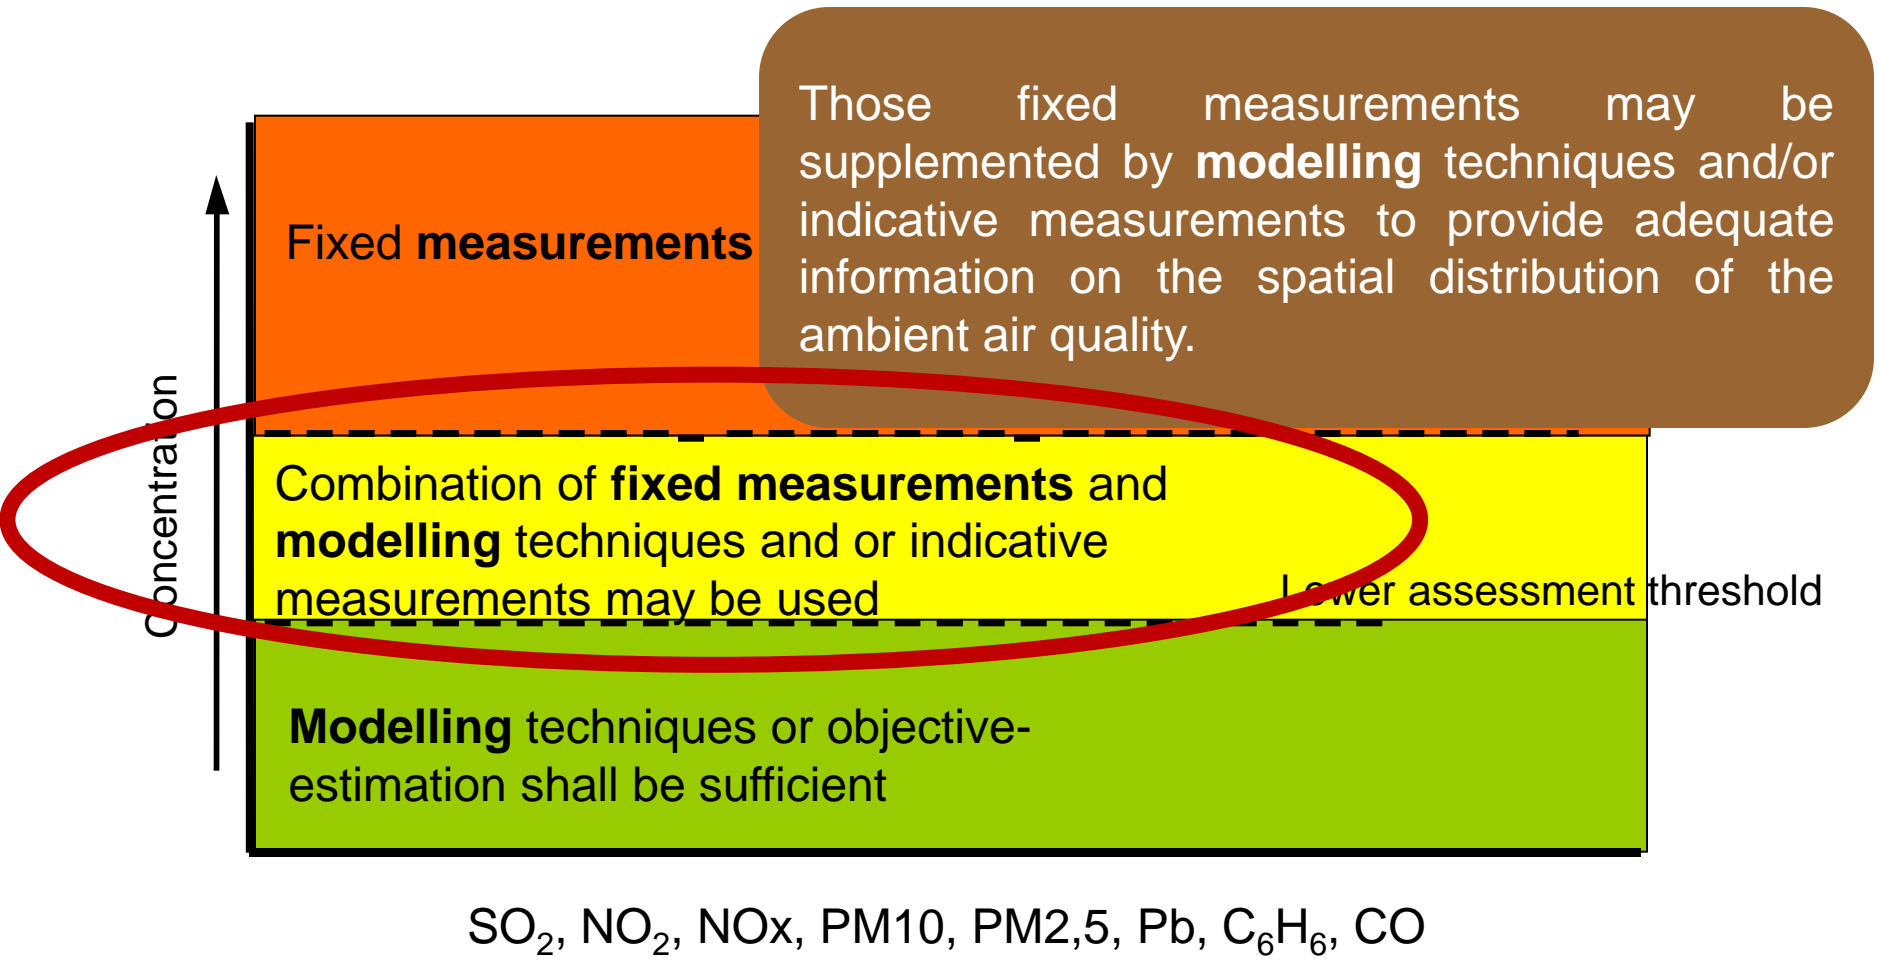 Those fixed measurements may be
supplemented by modelling techniques and/or
indicative measurements to provide adequate
information on the spatial distribution of the
ambient air quality.
Fixed measurements
Concentration
Combination of fixed measurements and
modelling techniques and or indicative
measurements may be used
Lower assessment threshold
Modelling techniques or objective-
estimation shall be sufficient
SO₂, NO₂, NOx, PM10, PM2,5, Pb, C₆H₆, CO